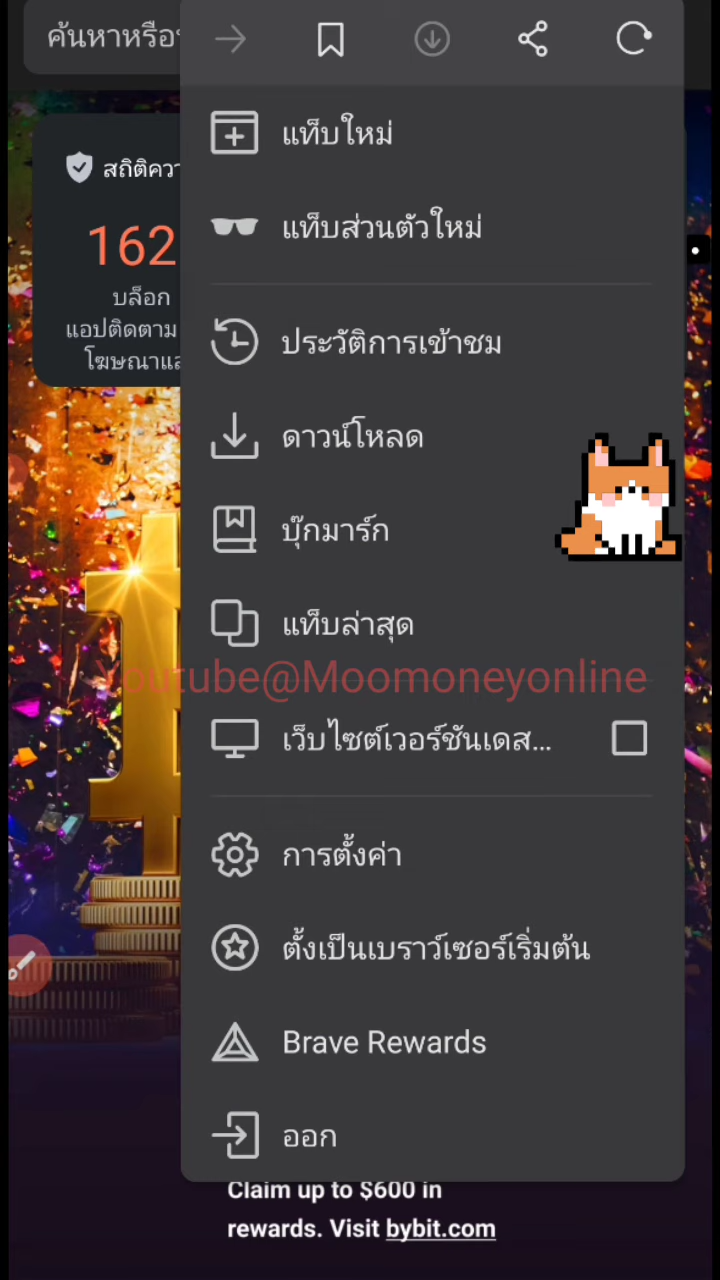 ค้นหาหรือ
แท็บใหม่
สถิติควา
แท็บส่วนตัวใหม่
162
บล็อก
แอปติดตาม
โฆษณาแล
ประวัติการเข้าชม
ดาวน์โหลด
บุ๊กมาร์ก
แท็บล่าสุด
Youtube@Moomoneyonline
เว็บไซต์เวอร์ชันเดส...
การตั้งค่า
ตั้งเป็นเบราว์เซอร์เริ่มต้น
Brave Rewards
ออก
Claim up to $600 in
rewards. Visit bybit.com